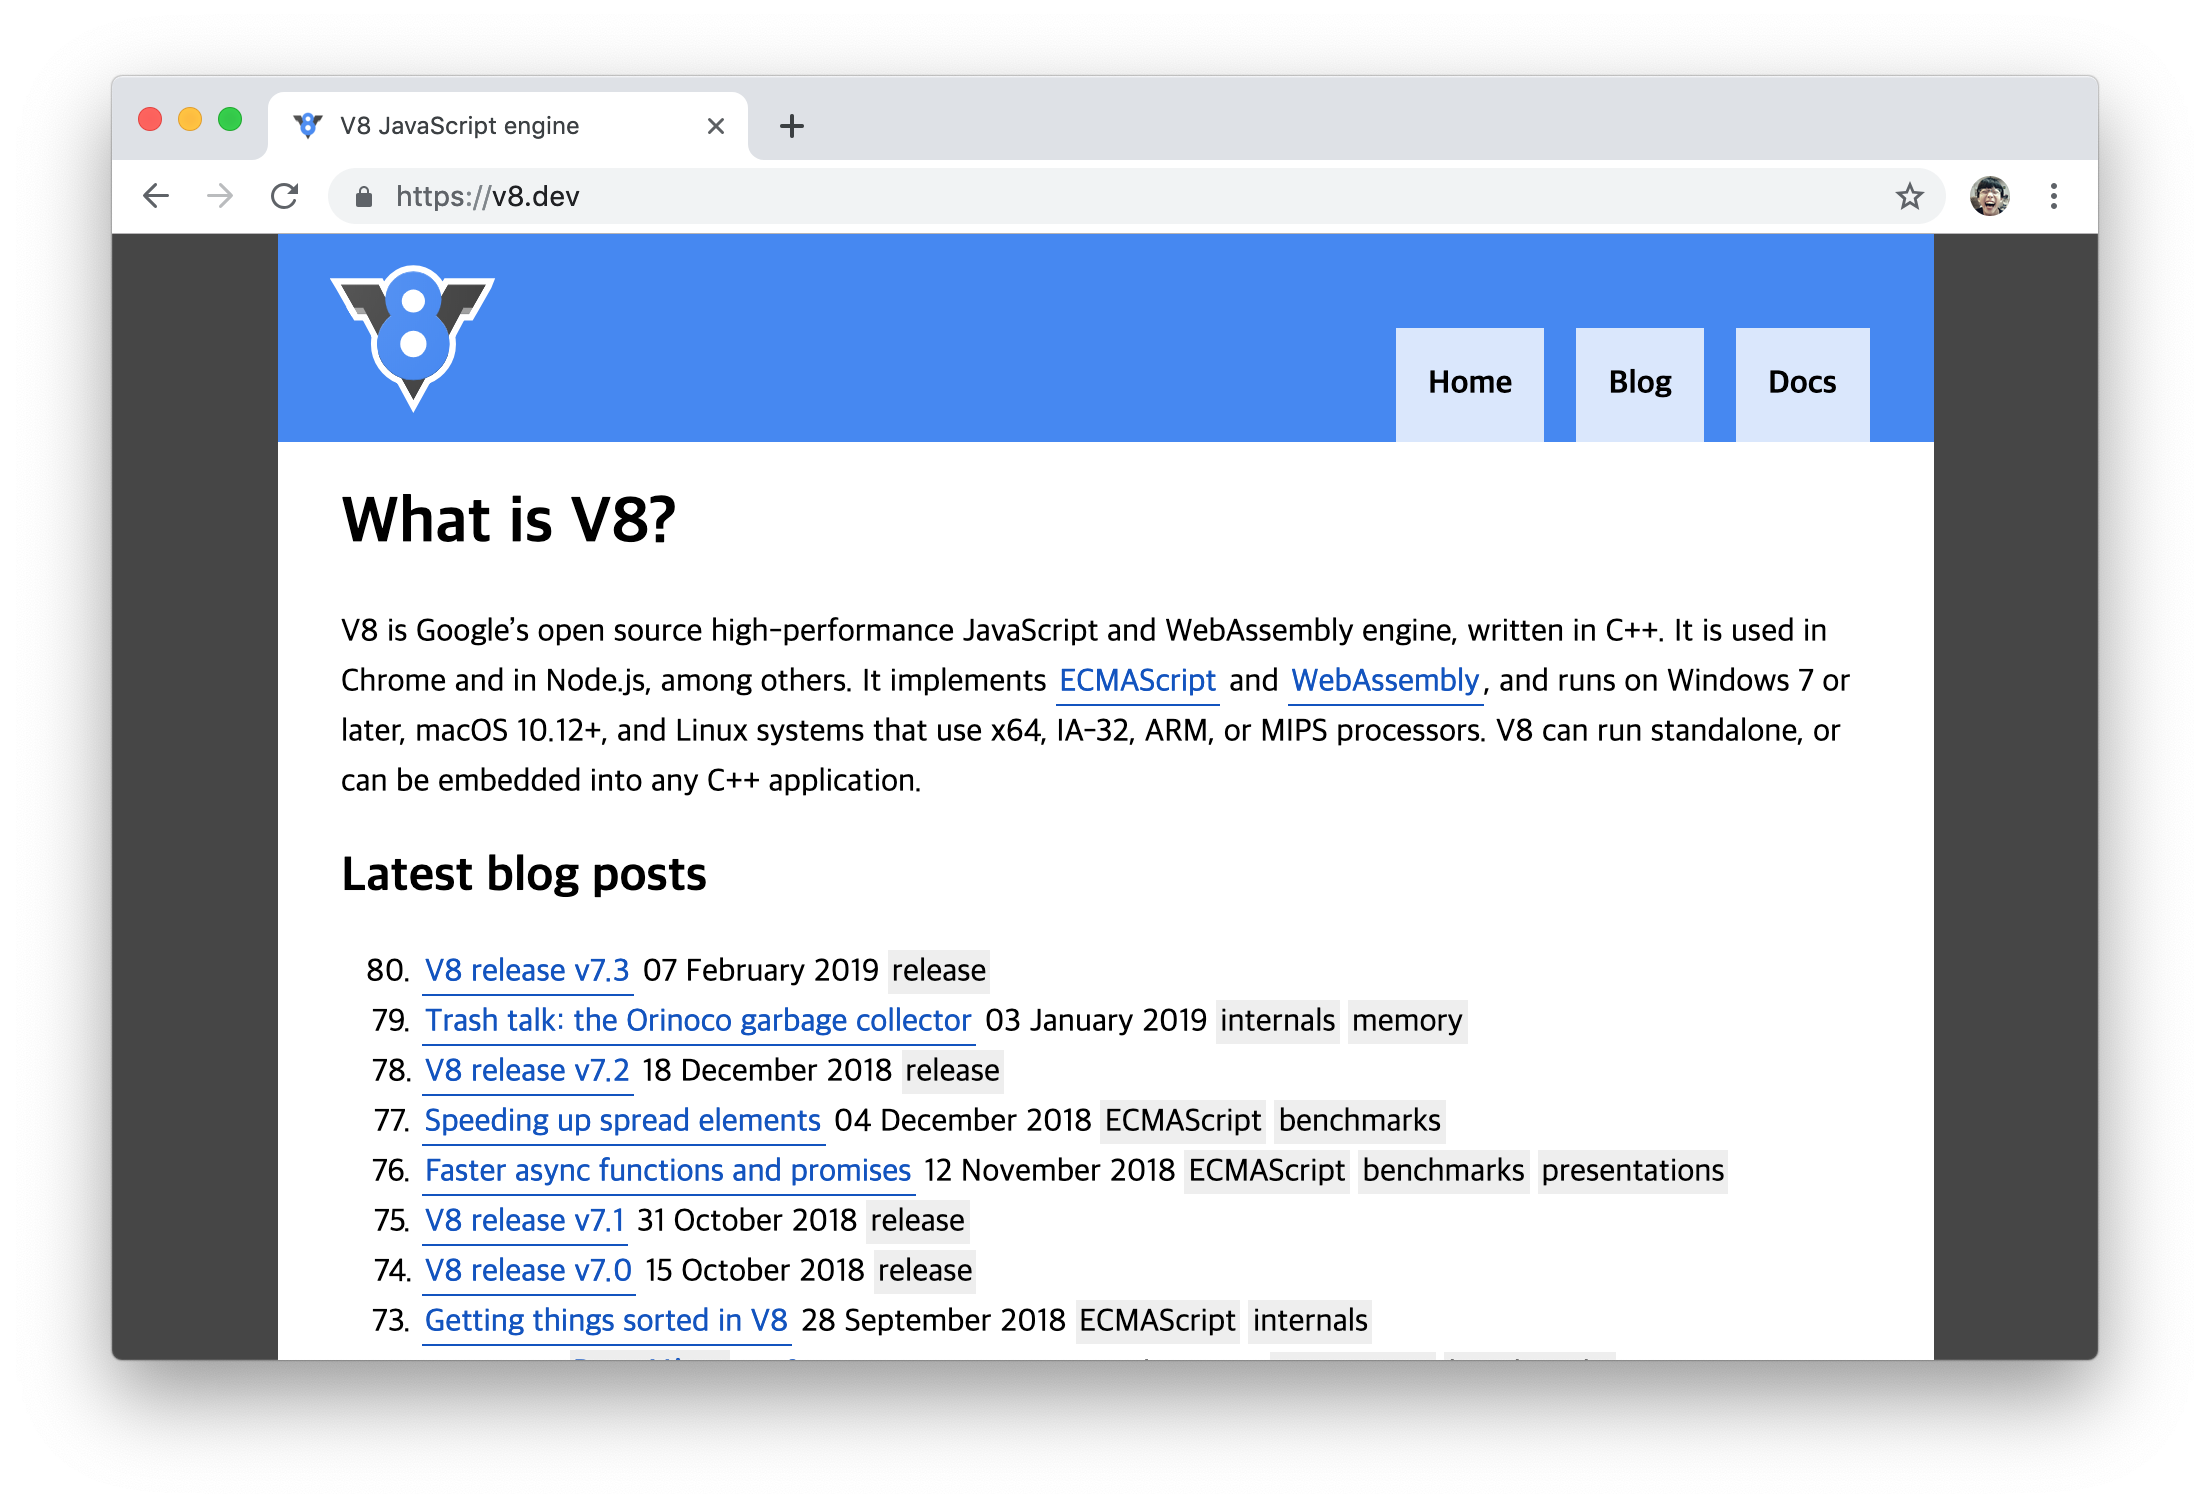 V8 JavaScript engine
https://v8.dev
Home Blog Docs
What is V8?
V8 is Google’s open source high-performance JavaScript and WebAssembly engine, written in C++. It is used in
Chrome and in Node.js, among others. It implements ECMAScript and WebAssembly, and runs on Windows 7 or
later, macOS 10.12+, and Linux systems that use x64, IA-32, ARM, or MIPS processors. V8 can run standalone, or
can be embedded into any C++ application.
Latest blog posts
80. V8 release v7.3 07 February 2019 release
79. Trash talk: the Orinoco garbage collector 03 January 2019 internals memory
78. V8 release v7.2 18 December 2018 release
77. Speeding up spread elements 04 December 2018 ECMAScript benchmarks
76. Faster async functions and promises 12 November 2018 ECMAScript benchmarks presentations
75. V8 release v7.1 31 October 2018 release
74. V8 release v7.0 15 October 2018 release
73. Getting things sorted in V8 28 September 2018 ECMAScript internals